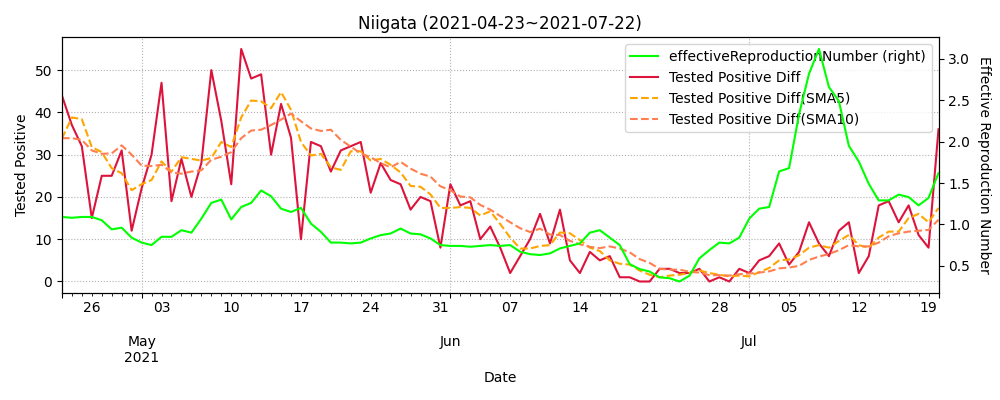 Niigata (2021-04-23~2021-07-22)
effectiveReproductionNumber (right)
Tested Positive Diff
Tested Positive Diff(SMA5)
Tested Positive Diff(SMA10)
Tested Positive
50
40
30
20
10
0
3.0
2.5
2.0
1.5
1.0
0.5
Effective Reproduction Number
26 03 10 17 24 31 07 14 21 28 05 12 19
May Jun Jul
2021
Date